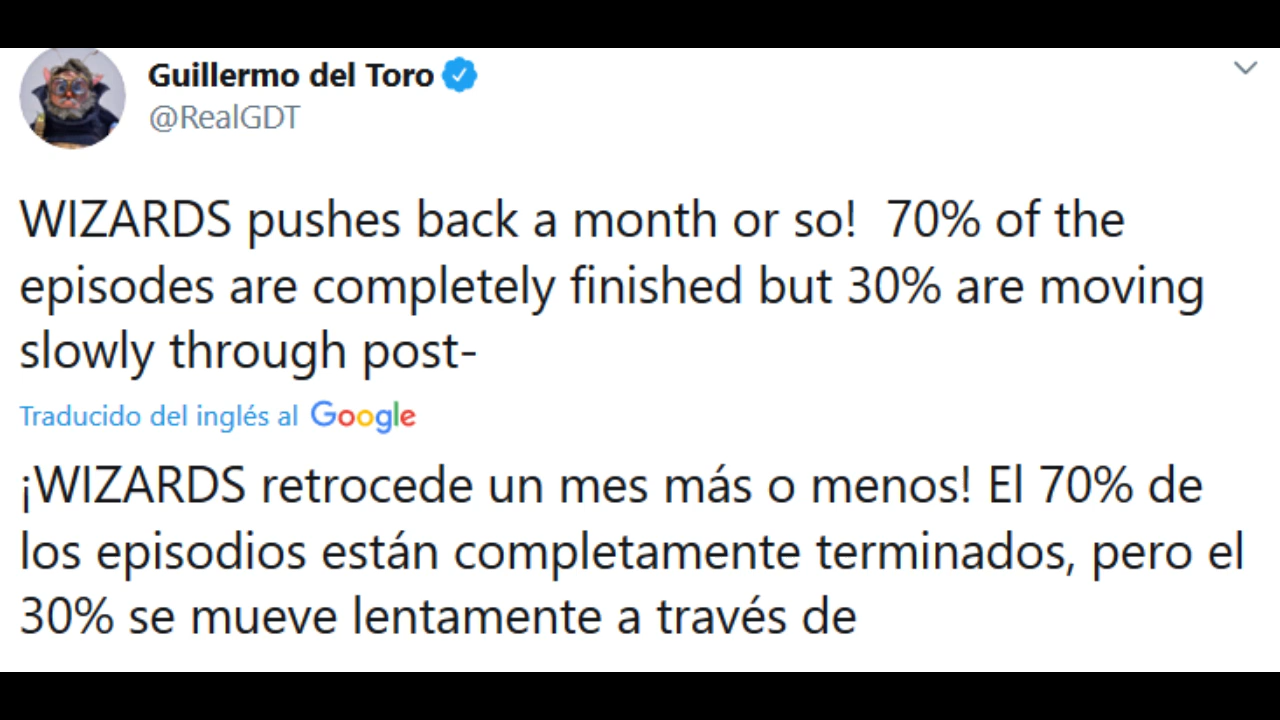 Guillermo del Toro
@RealGDT
WIZARDS pushes back a month or so!  70% of the
episodes are completely finished but 30% are moving
slowly through post-
Traducido del inglés al Google
¡WIZARDS retrocede un mes más o menos! El 70% de
los episodios están completamente terminados, pero el
30% se mueve lentamente a través de